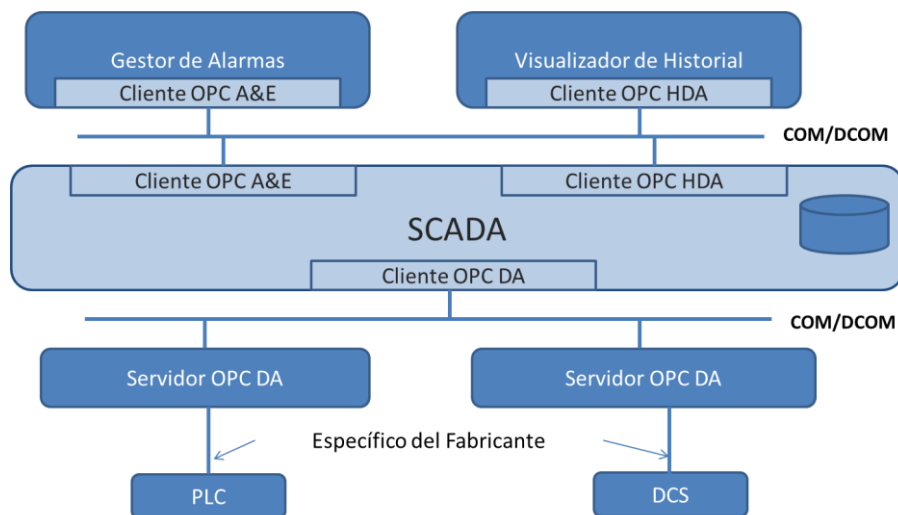 Gestor de Alarmas
Visualizador de Historial
Cliente OPC A&E
Cliente OPC HDA
COM/DCOM
Cliente OPC A&E
Cliente OPC HDA
SCADA
Cliente OPC DA
COM/DCOM
Servidor OPC DA
Servidor OPC DA
Específico del Fabricante
PLC
DCS